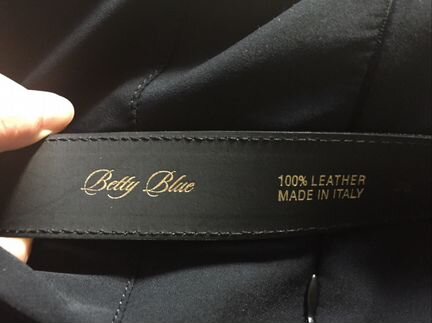 Betty Blue
100% LEATHER
MADE IN ITALY